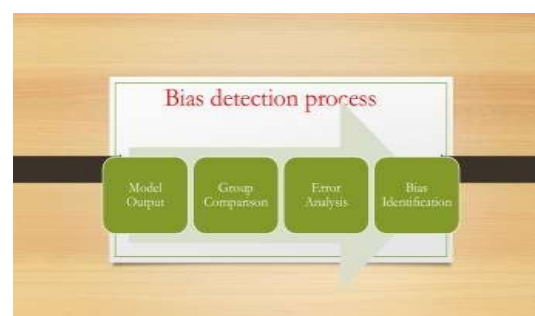 Bias detection process
Model
Output
Group
Comparison
Error
Analysis
Bias
Identification